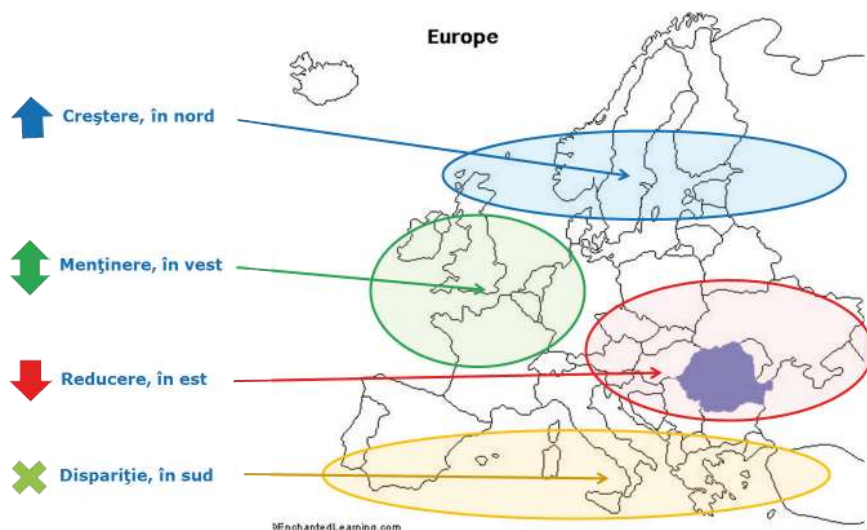 Europe
Creştere, în nord
Menţinere, în vest
Reducere, în est
Dispariţie, în sud
©EnchantedLearning.com